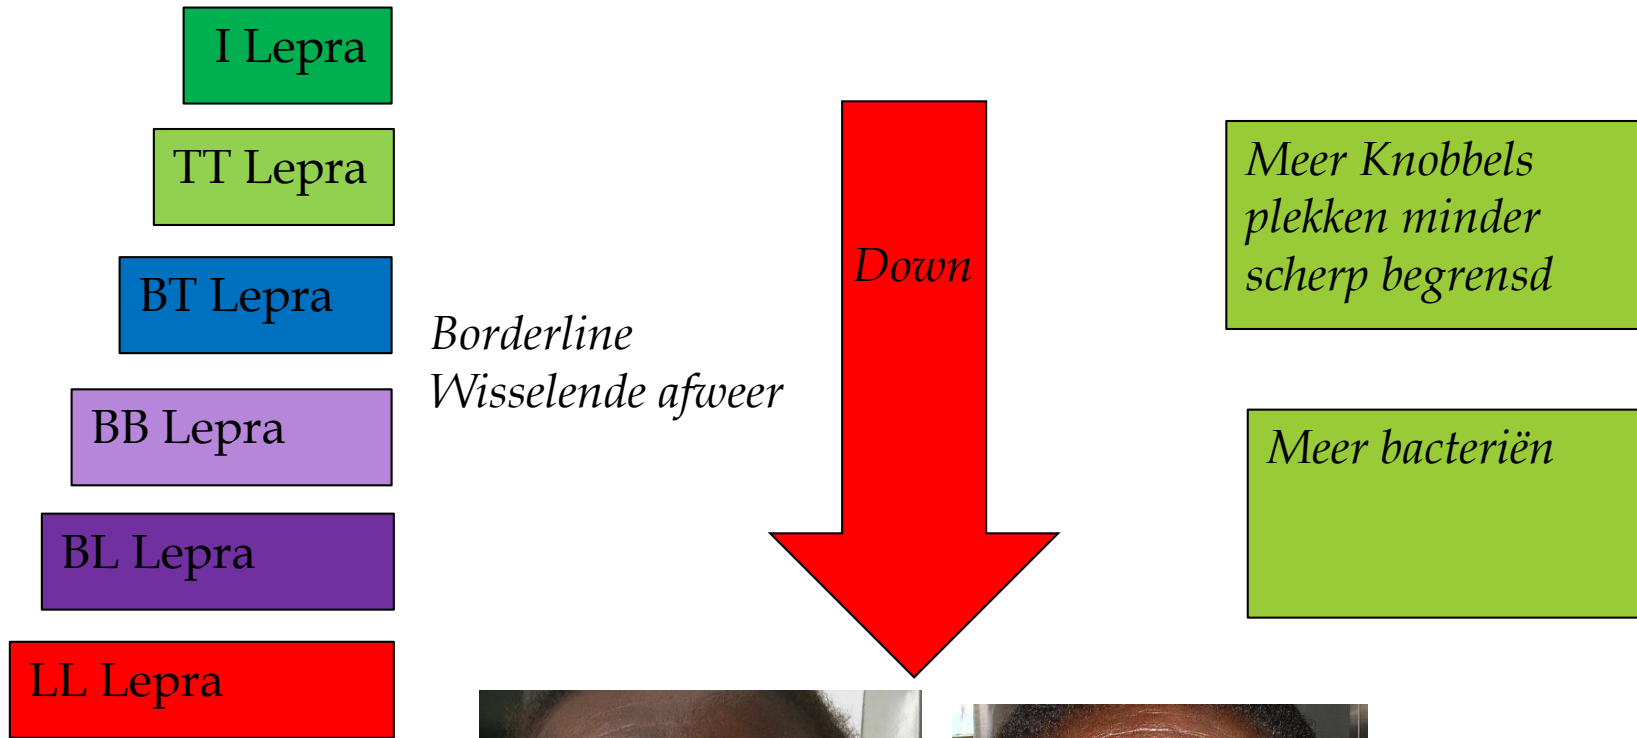 I Lepra
TT Lepra
BT Lepra
BB Lepra
BL Lepra
LL Lepra
Borderline
Wisselende afweer
Down
Meer Knobbels
plekken minder
scherp begrensd
Meer bacteriën